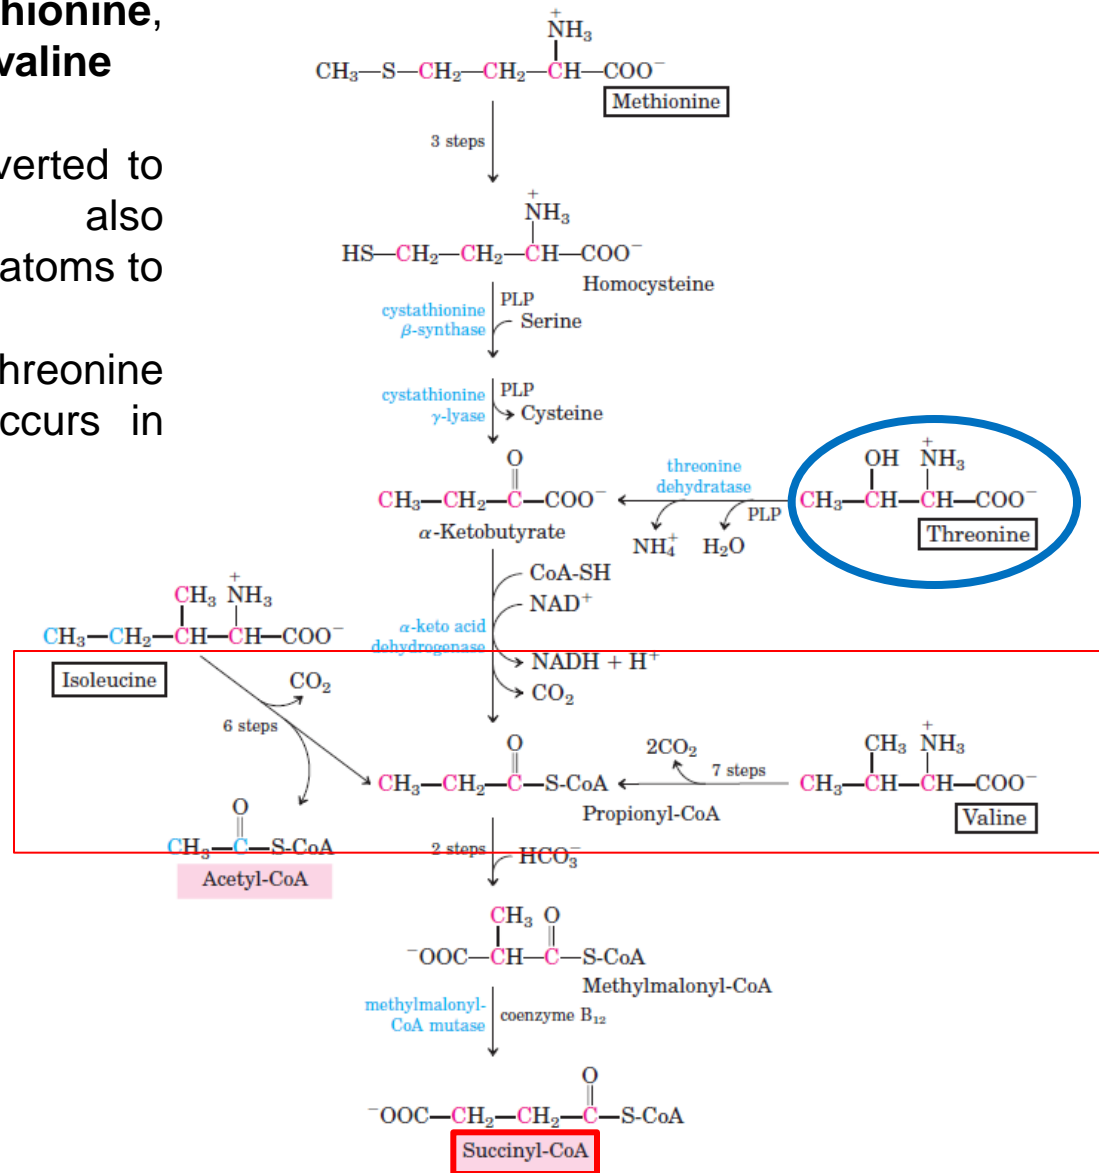 hionine,
valine
verted to
also
atoms to
hreonine
ccurs in
+
NH₃
CH₃—S—CH₂—CH₂—CH—COO⁻
Methionine
3 steps
+
NH₃
HS—CH₂—CH₂—CH—COO⁻
Homocysteine
cystathionine
β-synthase
PLP
Serine
cystathionine
γ-lyase
PLP
Cysteine
O
CH₃—CH₂—C—COO⁻
α-Ketobutyrate
threonine
dehydratase
PLP
NH₄⁺ H₂O
+
OH NH₃
CH₃—CH—CH—COO⁻
Threonine
CoA-SH
NAD⁺
α-keto acid
dehydrogenase
NADH + H⁺
CO₂
+
CH₃ NH₃
CH₃—CH₂—CH—CH—COO⁻
Isoleucine
CO₂
6 steps
O
CH₃—C—S-CoA
Acetyl-CoA
O
CH₃—CH₂—C—S-CoA
Propionyl-CoA
2CO₂
7 steps
+
CH₃ NH₃
CH₃—CH—CH—COO⁻
Valine
2 steps
HCO₃⁻
CH₃ O
⁻OOC—CH—C—S-CoA
Methylmalonyl-CoA
methylmalonyl-
CoA mutase
coenzyme B₁₂
O
⁻OOC—CH₂—CH₂—C—S-CoA
Succinyl-CoA